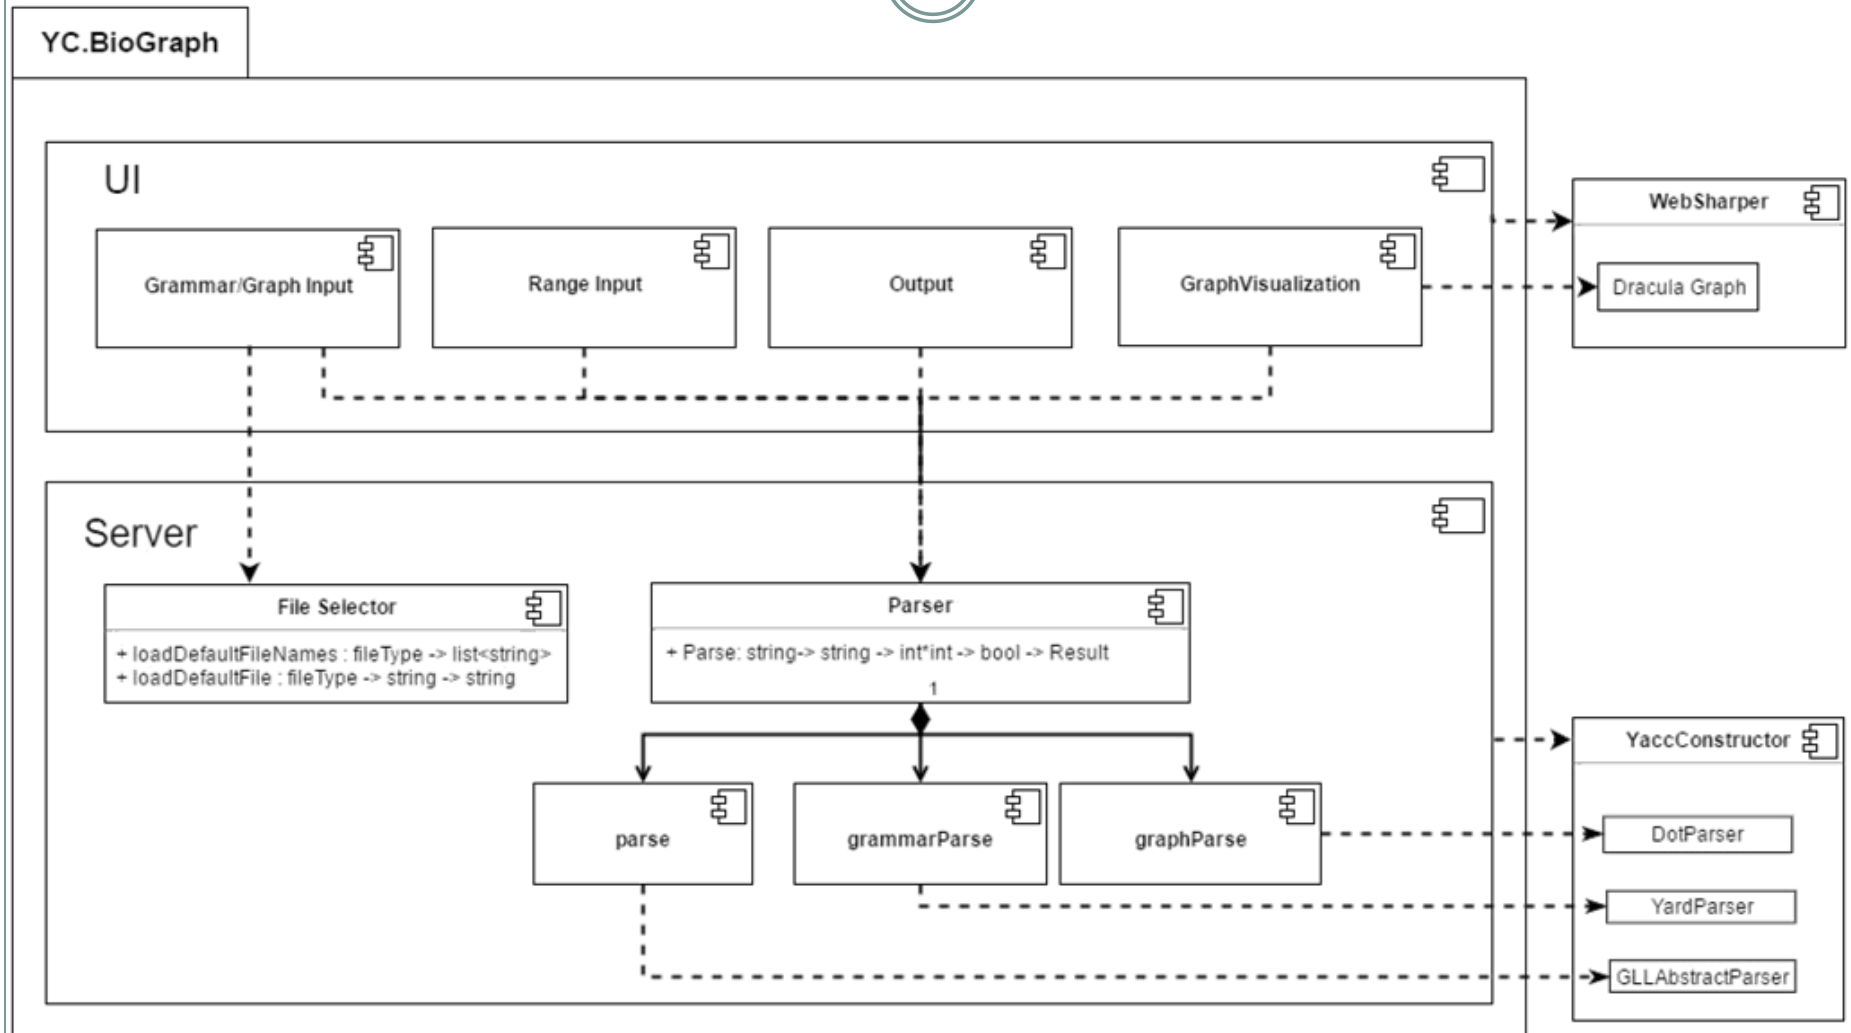 YC.BioGraph
UI
WebSharper
Grammar/Graph Input
Range Input
Output
GraphVisualization
Dracula Graph
Server
File Selector
+ loadDefaultFileNames : fileType -> list<string>
+ loadDefaultFile : fileType -> string -> string
Parser
+ Parse: string-> string -> int*int -> bool -> Result
1
YaccConstructor
parse
grammarParse
graphParse
DotParser
YardParser
GLLAbstractParser